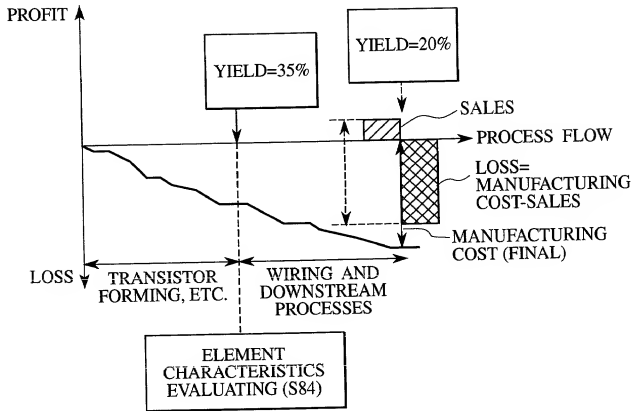 PROFIT
YIELD=35%
YIELD=20%
SALES
PROCESS FLOW
LOSS=
MANUFACTURING
COST-SALES
MANUFACTURING
COST (FINAL)
LOSS
TRANSISTOR
FORMING, ETC.
WIRING AND
DOWNSTREAM
PROCESSES
ELEMENT
CHARACTERISTICS
EVALUATING (S84)